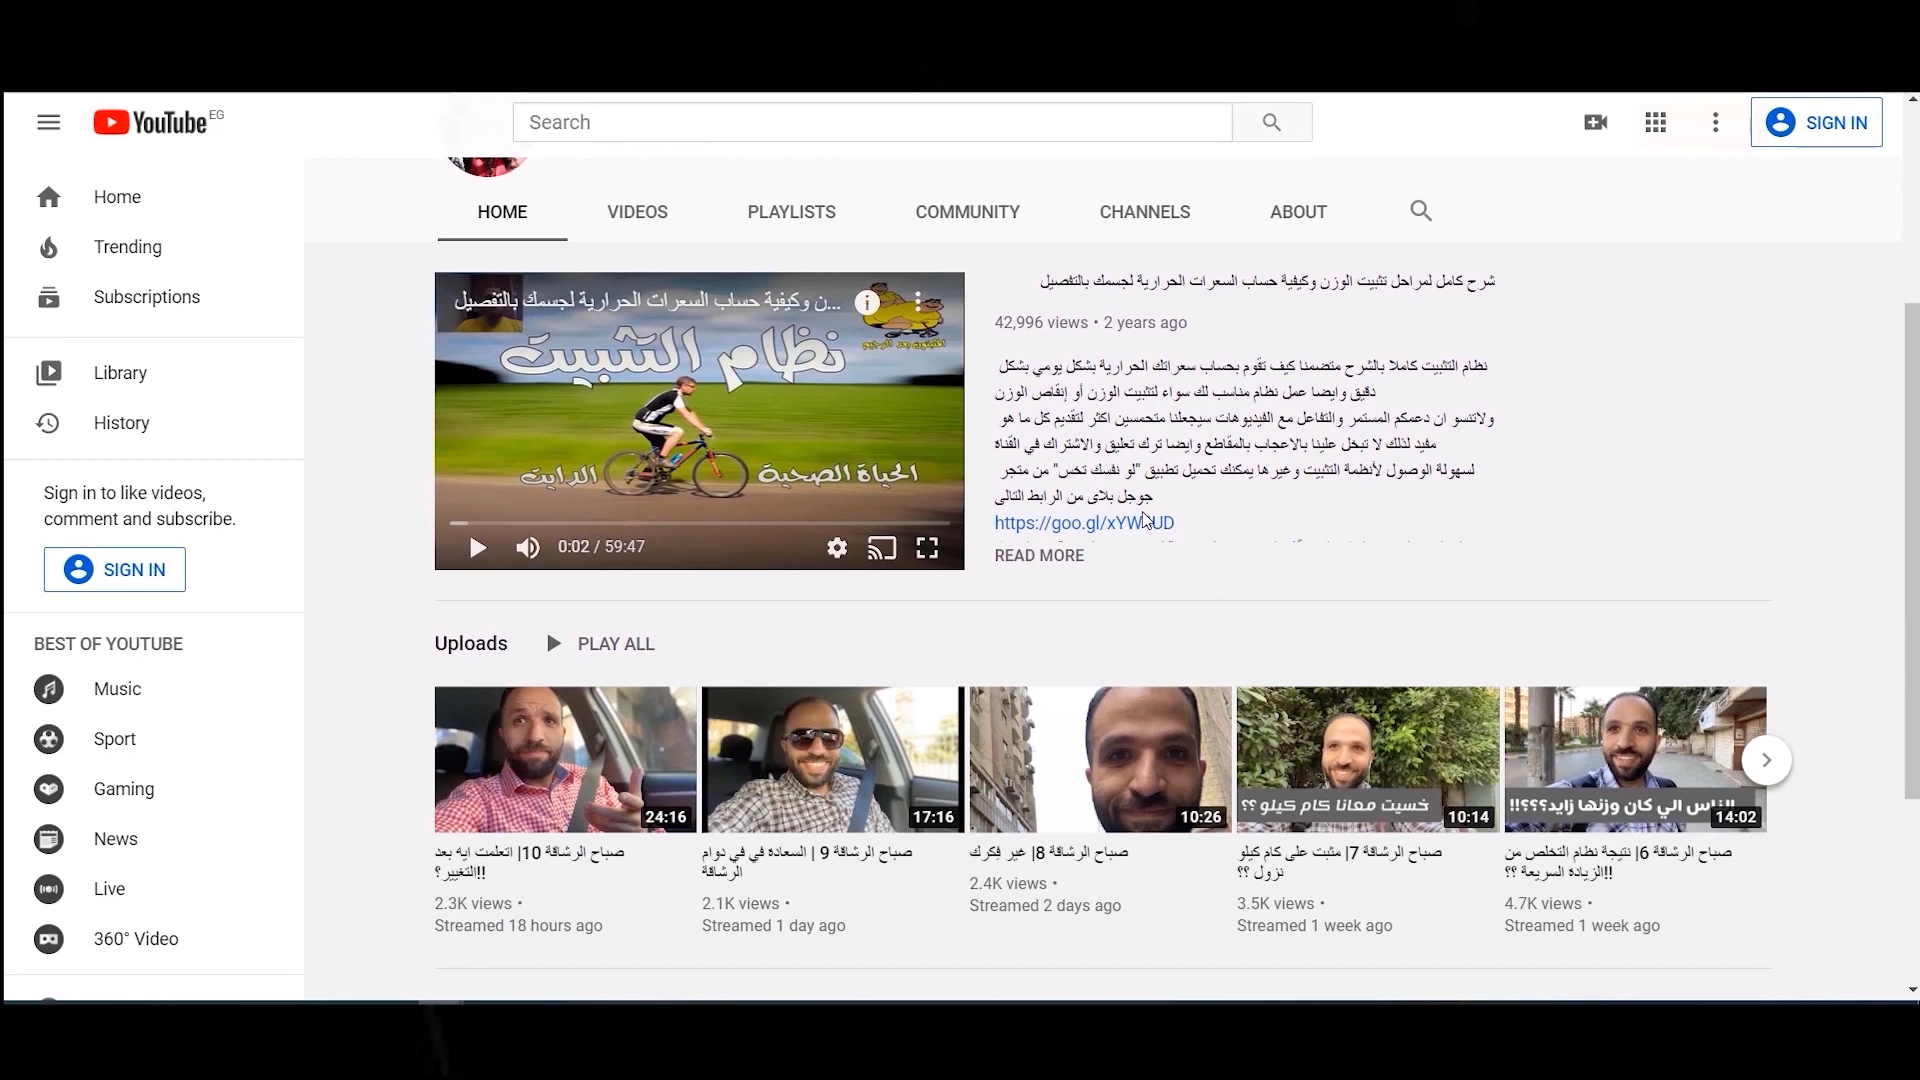 YouTube EG
Search
SIGN IN
Home
Trending
Subscriptions
Library
History
Sign in to like videos,
comment and subscribe.
SIGN IN
BEST OF YOUTUBE
Music
Sport
Gaming
News
Live
360° Video
HOME
VIDEOS
PLAYLISTS
COMMUNITY
CHANNELS
ABOUT
ن وكيفية حساب السعرات الحرارية لجسمك بالتفصيل...
نظام التثبيت
الحياة الصحية
الدايت
0:02 / 59:47
شرح كامل لمراحل تثبيت الوزن وكيفية حساب السعرات الحرارية لجسمك بالتفصيل
42,996 views • 2 years ago
نظام التثبيت كاملا بالشرح متضمنا كيف تقوم بحساب سعراتك الحرارية بشكل يومي بشكل
دقيق وايضا عمل نظام مناسب لك سواء لتثبيت الوزن أو إنقاص الوزن
ولاتنسو ان دعمكم المستمر والتفاعل مع الفيديوهات سيجعلنا متحمسين اكثر لتقديم كل ما هو
مفيد لذلك لا تبخل علينا بالاعجاب بالمقاطع وايضا ترك تعليق والاشتراك في القناة
لسهولة الوصول لأنظمة التثبيت وغيرها يمكنك تحميل تطبيق "لو نفسك تخس" من متجر
جوجل بلاى من الرابط التالى
READ MORE
Uploads
PLAY ALL
24:16
صباح الرشاقة 10| اتعلمت ايه بعد
التغيير؟!!
2.3K views •
Streamed 18 hours ago
17:16
صباح الرشاقة 9 | السعادة في في دوام
الرشاقة
2.1K views •
Streamed 1 day ago
10:26
صباح الرشاقة 8| غير فِكرك
2.4K views •
Streamed 2 days ago
خسيت معانا كام كيلو ؟؟
10:14
صباح الرشاقة 7| مثبت على كام كيلو
نزول ؟؟
3.5K views •
Streamed 1 week ago
الناس الي كان وزنها زايد؟؟؟!!
14:02
صباح الرشاقة 6| نتيجة نظام التخلص من
الزيادة السريعة ؟؟!!
4.7K views •
Streamed 1 week ago